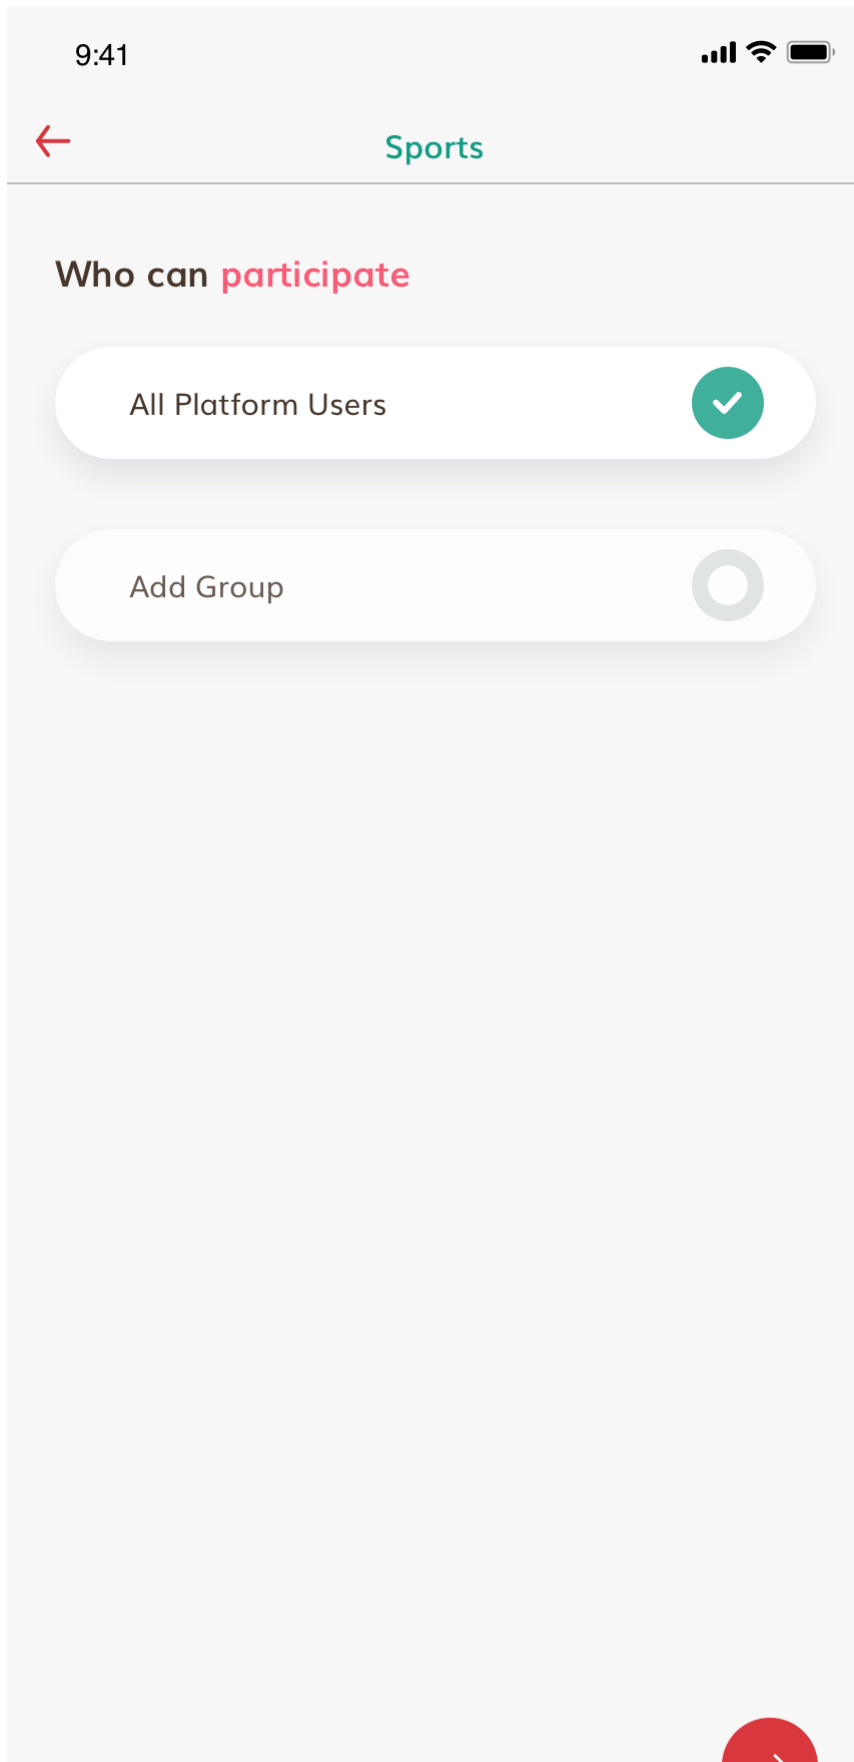 9:41
Sports
Who can participate
All Platform Users
Add Group